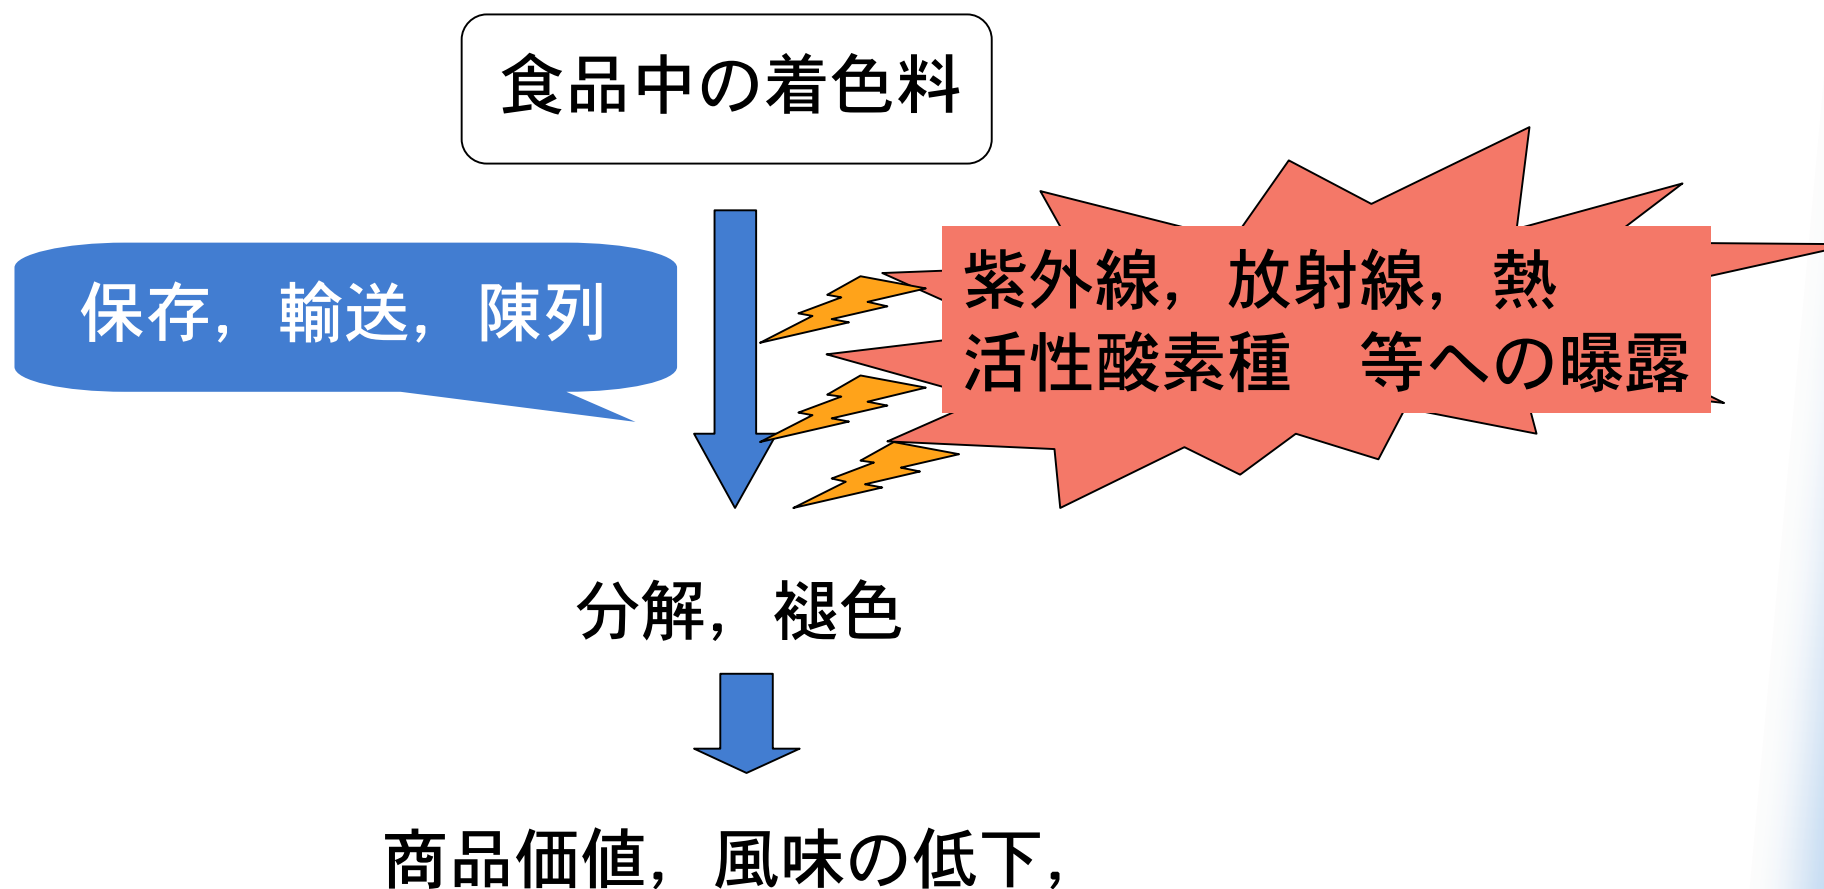 食品中の着色料
保存，輸送，陳列
紫外線，放射線，熱
活性酸素種　等への曝露
分解，褪色
商品価値，風味の低下，